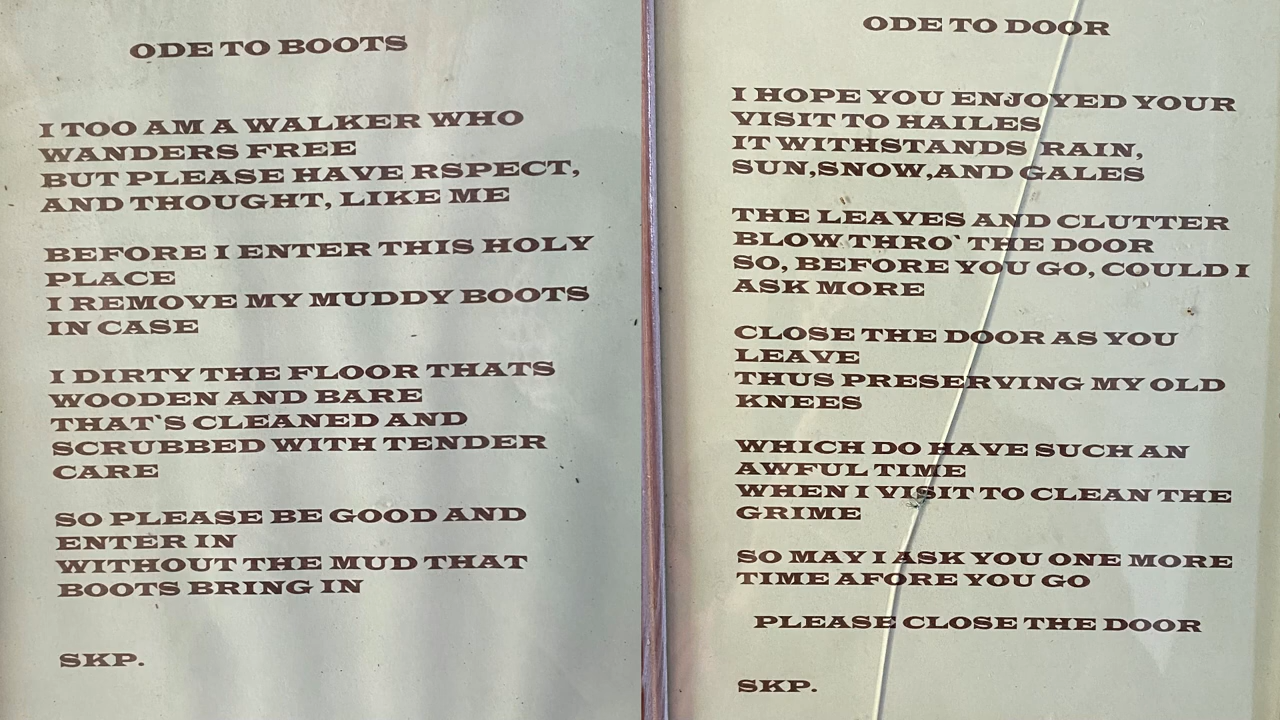 ODE TO BOOTS
I TOO AM A WALKER WHO
WANDERS FREE
BUT PLEASE HAVE RSPECT,
AND THOUGHT, LIKE ME
BEFORE I ENTER THIS HOLY
PLACE
I REMOVE MY MUDDY BOOTS
IN CASE
I DIRTY THE FLOOR THATS
WOODEN AND BARE
THAT`S CLEANED AND
SCRUBBED WITH TENDER
CARE
SO PLEASE BE GOOD AND
ENTER IN
WITHOUT THE MUD THAT
BOOTS BRING IN
SKP.
ODE TO DOOR
I HOPE YOU ENJOYED YOUR
VISIT TO HAILES
IT WITHSTANDS RAIN,
SUN,SNOW,AND GALES
THE LEAVES AND CLUTTER
BLOW THRO` THE DOOR
SO, BEFORE YOU GO, COULD I
ASK MORE
CLOSE THE DOOR AS YOU
LEAVE
THUS PRESERVING MY OLD
KNEES
WHICH DO HAVE SUCH AN
AWFUL TIME
WHEN I VISIT TO CLEAN THE
GRIME
SO MAY I ASK YOU ONE MORE
TIME AFORE YOU GO
PLEASE CLOSE THE DOOR
SKP.